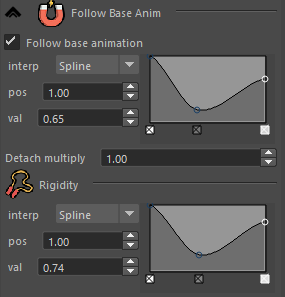 Follow Base Anim
Follow base animation
interp Spline
pos 1.00
val 0.65
Detach multiply 1.00
Rigidity
interp Spline
pos 1.00
val 0.74